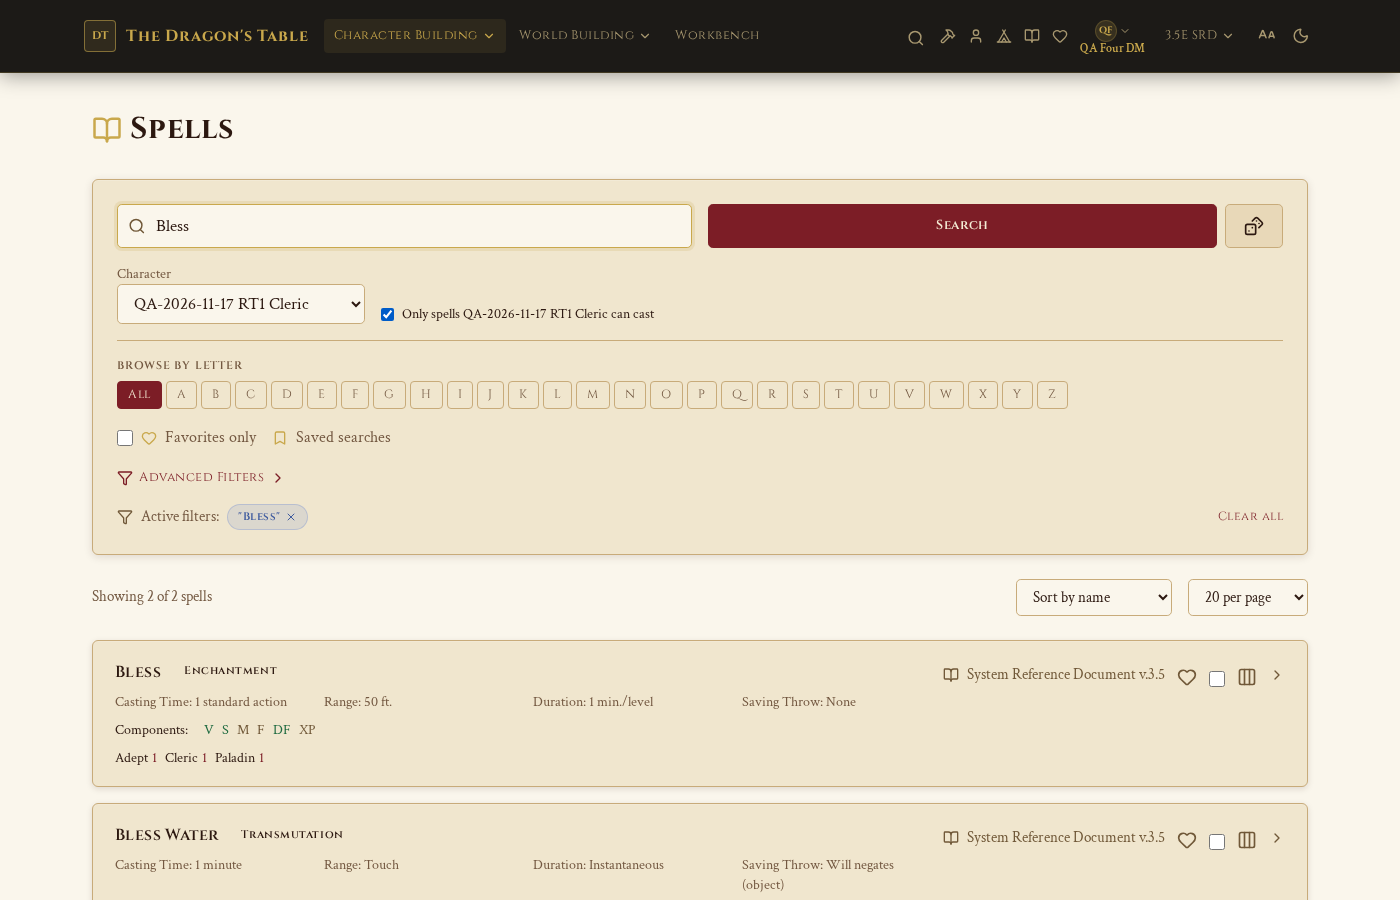 DT The Dragon's Table Character Building World Building Workbench QF QA Four DM 3.5E SRD AA
Spells
Bless Search
Character
QA-2026-11-17 RT1 Cleric Only spells QA-2026-11-17 RT1 Cleric can cast
Browse by Letter
All A B C D E F G H I J K L M N O P Q R S T U V W X Y Z
Favorites only Saved searches
Advanced Filters
Active filters: "Bless" × Clear all
Showing 2 of 2 spells Sort by name 20 per page
Bless Enchantment System Reference Document v.3.5
Casting Time: 1 standard action Range: 50 ft. Duration: 1 min./level Saving Throw: None
Components: V S M F DF XP
Adept 1 Cleric 1 Paladin 1
Bless Water Transmutation System Reference Document v.3.5
Casting Time: 1 minute Range: Touch Duration: Instantaneous Saving Throw: Will negates
(object)